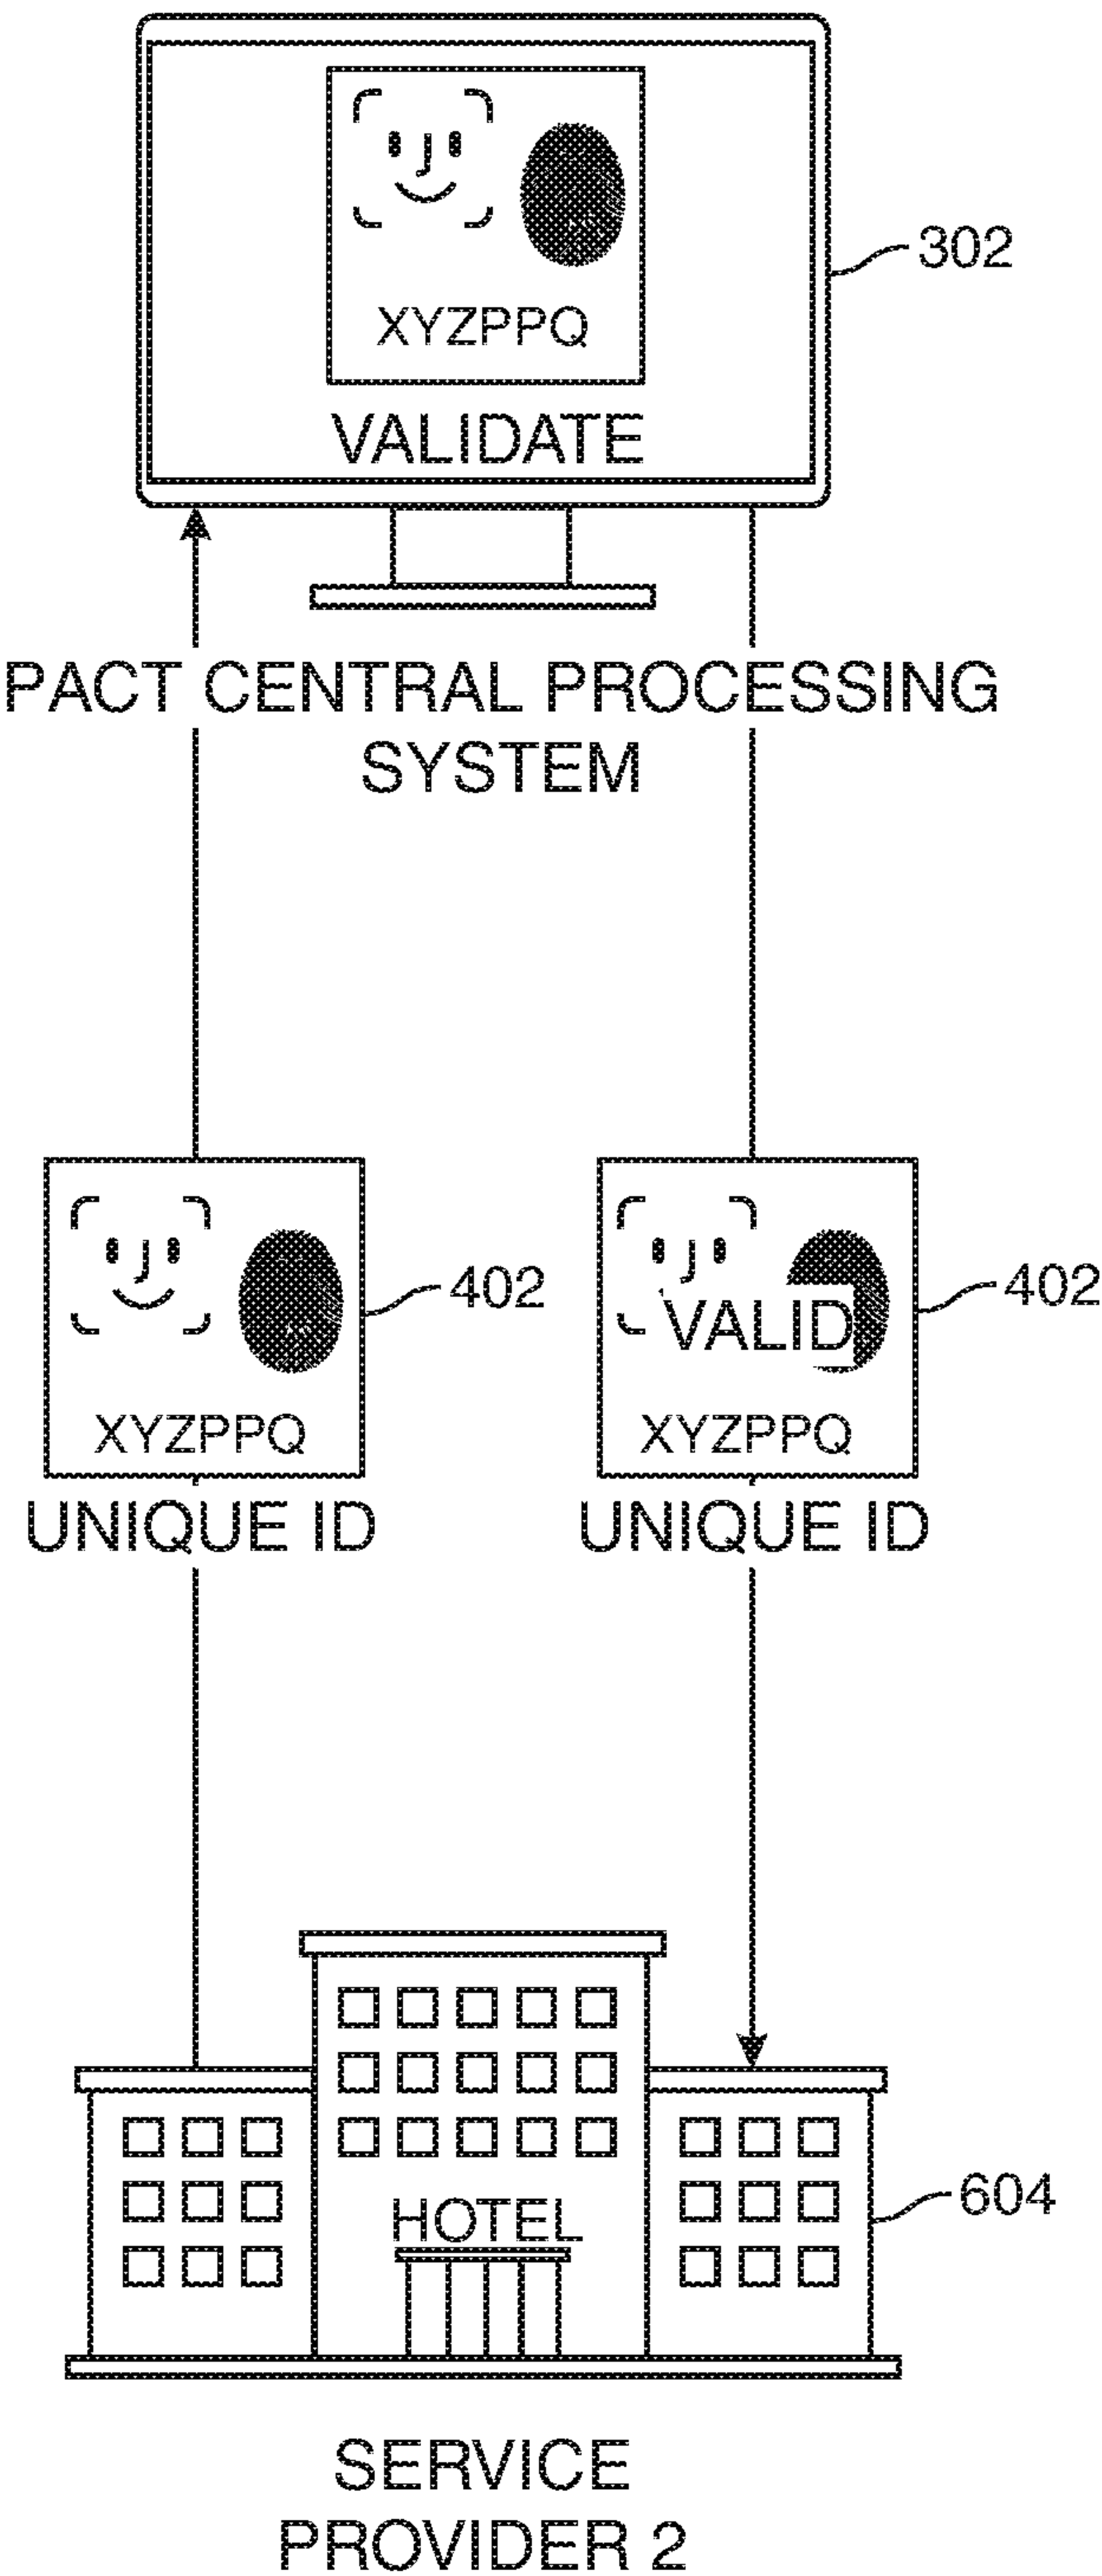 XYZPPQ
VALIDATE
302
PACT CENTRAL PROCESSING
SYSTEM
402
VALID
402
XYZPPQ
XYZPPQ
UNIQUE ID
UNIQUE ID
HOTEL
604
SERVICE
PROVIDER 2